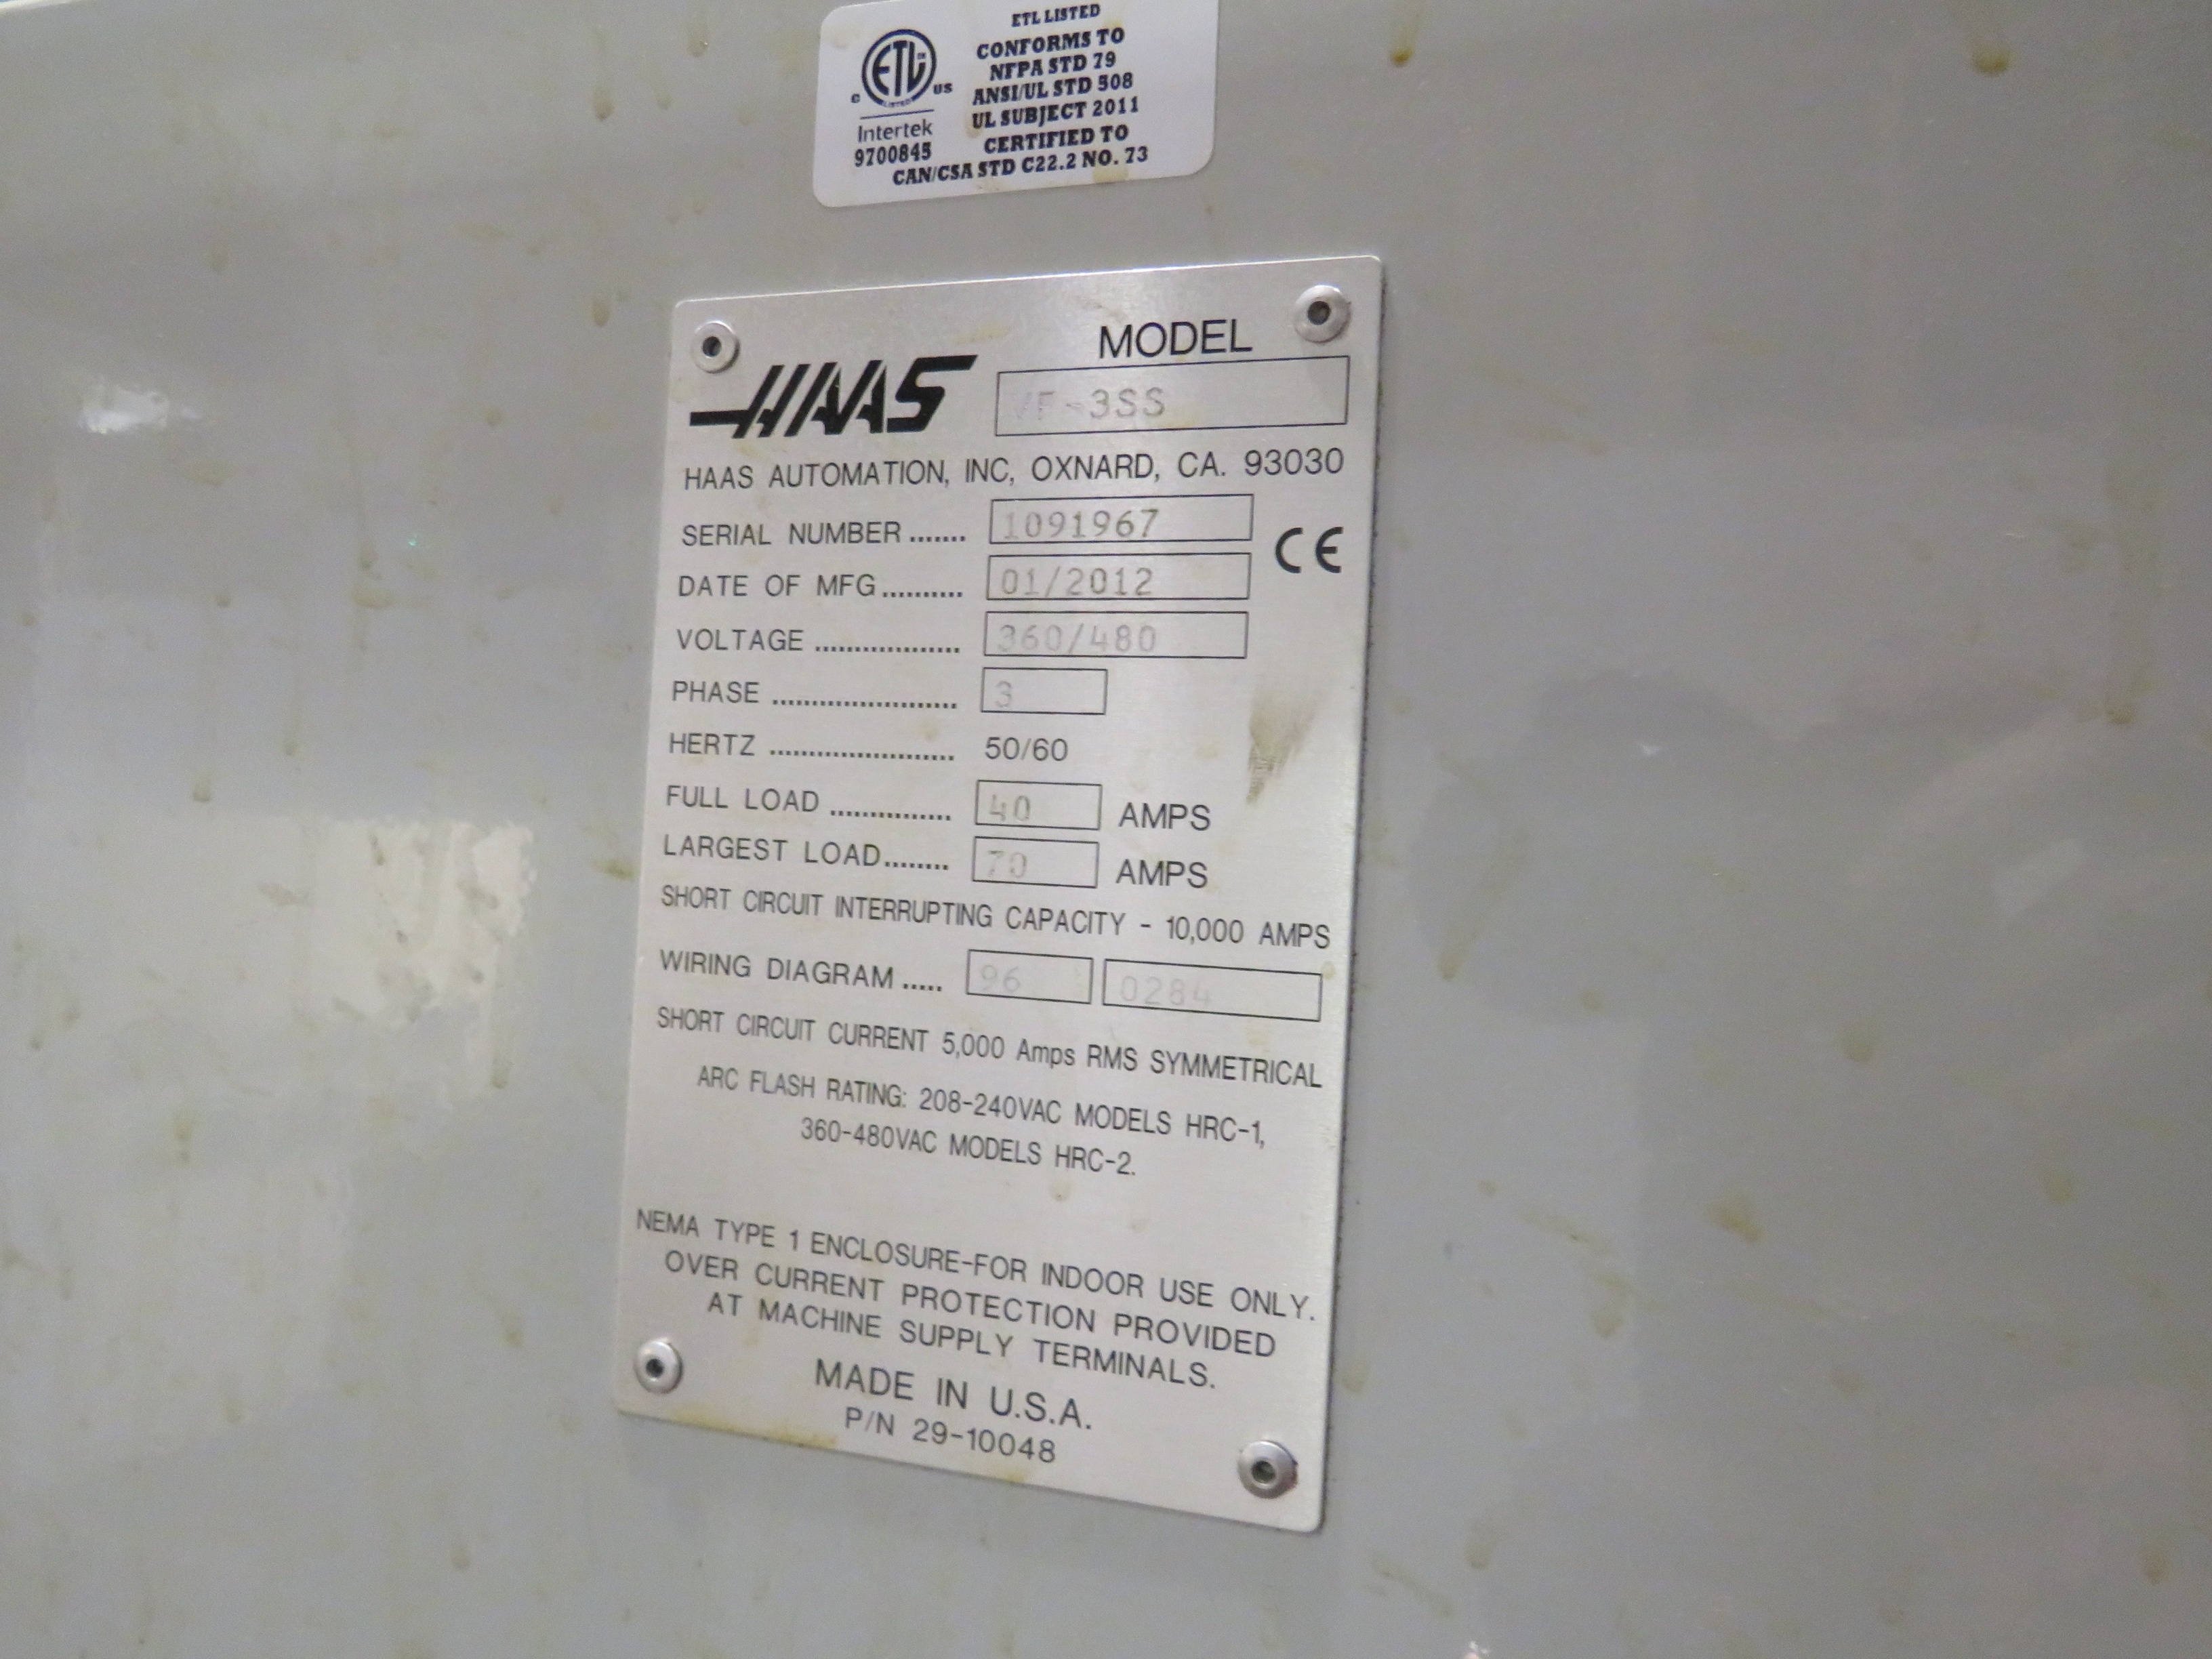 ETL LISTED
CONFORMS TO
NFPA STD 79
ANSI/UL STD 508
UL SUBJECT 2011
CERTIFIED TO
CAN/CSA STD C22.2 NO. 73
C ETL US
LISTED
Intertek
9700845
MODEL
HAAS VF-3SS
HAAS AUTOMATION, INC, OXNARD, CA. 93030
SERIAL NUMBER ....... 1091967
CE
DATE OF MFG.......... 01/2012
VOLTAGE .................. 360/480
PHASE ....................... 3
HERTZ ....................... 50/60
FULL LOAD ............... 40 AMPS
LARGEST LOAD........ 70 AMPS
SHORT CIRCUIT INTERRUPTING CAPACITY - 10,000 AMPS
WIRING DIAGRAM ..... 96 0284
SHORT CIRCUIT CURRENT 5,000 Amps RMS SYMMETRICAL
ARC FLASH RATING: 208-240VAC MODELS HRC-1,
360-480VAC MODELS HRC-2.
NEMA TYPE 1 ENCLOSURE-FOR INDOOR USE ONLY.
OVER CURRENT PROTECTION PROVIDED
AT MACHINE SUPPLY TERMINALS.
MADE IN U.S.A.
P/N 29-10048